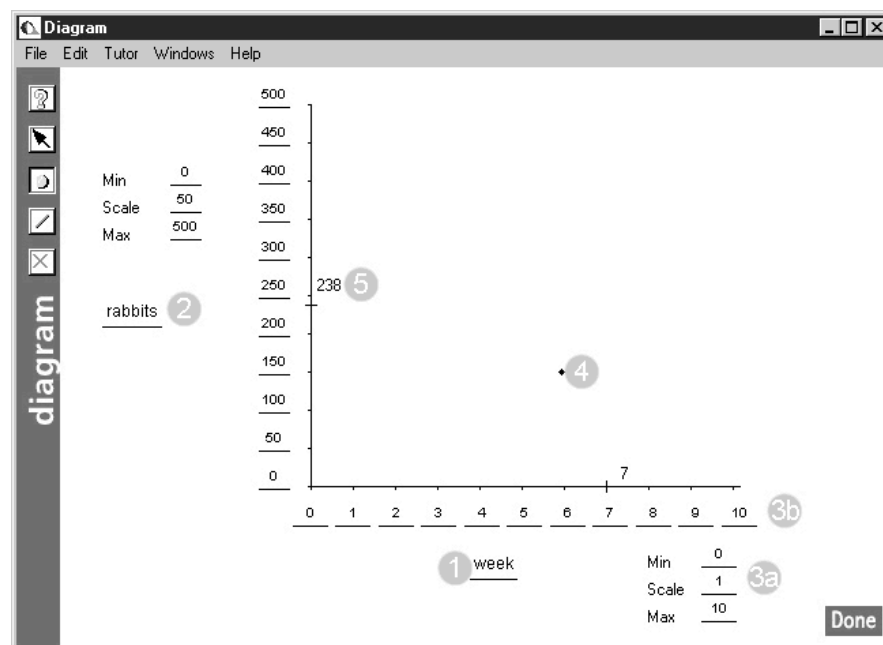 Diagram
File Edit Tutor Windows Help
500
450
400
350
300
250
200
150
100
50
0
Min 0
Scale 50
Max 500
238 5
rabbits 2
4
7
0 1 2 3 4 5 6 7 8 9 10 3b
1 week
Min 0
Scale 1
Max 10
3a
Done
diagram